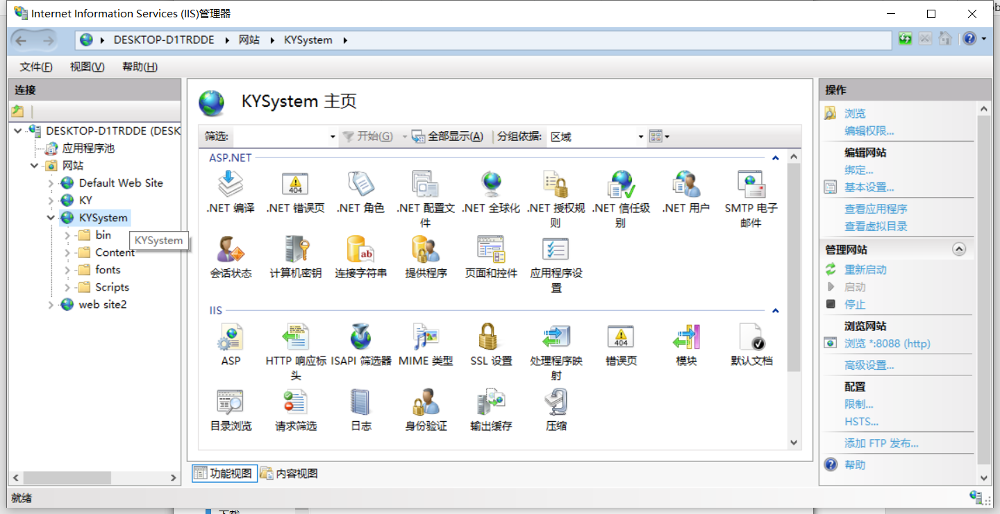 Internet Information Services (IIS)管理器
DESKTOP-D1TRDDE 网站 KYSystem
文件(F) 视图(V) 帮助(H)
连接
DESKTOP-D1TRDDE (DESK
应用程序池
网站
Default Web Site
KY
KYSystem
bin
KYSystem
Content
fonts
Scripts
web site2
KYSystem 主页
筛选: 开始(G) 全部显示(A) 分组依据: 区域
ASP.NET
.NET 编译 .NET 错误页 .NET 角色 .NET 配置文 .NET 全球化 .NET 授权规 .NET 信任级 .NET 用户 SMTP 电子
件 则 别 邮件
会话状态 计算机密钥 连接字符串 提供程序 页面和控件 应用程序设
置
IIS
ASP HTTP 响应标 ISAPI 筛选器 MIME 类型 SSL 设置 处理程序映 错误页 模块 默认文档
头 射
目录浏览 请求筛选 日志 身份验证 输出缓存 压缩
功能视图 内容视图
操作
浏览
编辑权限...
编辑网站
绑定...
基本设置...
查看应用程序
查看虚拟目录
管理网站
重新启动
启动
停止
浏览网站
浏览 *:8088 (http)
高级设置...
配置
限制...
HSTS...
添加 FTP 发布...
帮助
就绪